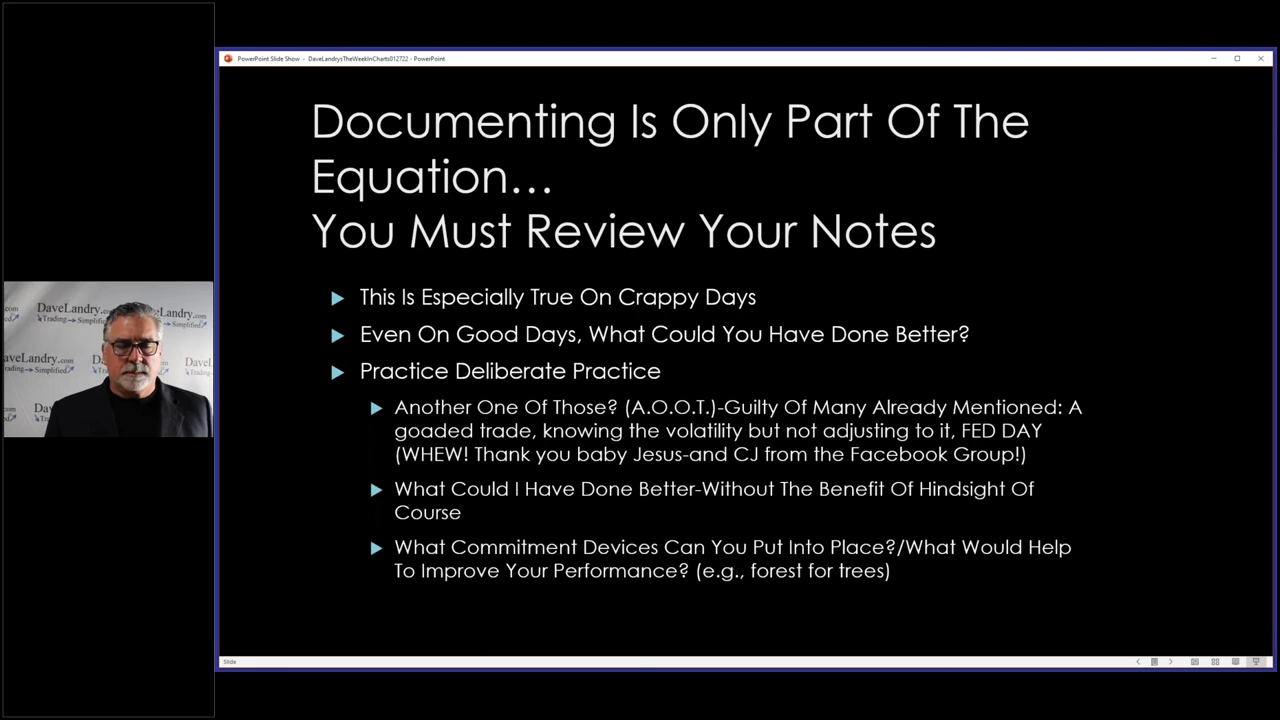 PowerPoint Slide Show - DaveLandrysTheWeekInCharts012722 - PowerPoint
Documenting Is Only Part Of The
Equation…
You Must Review Your Notes
This Is Especially True On Crappy Days
Even On Good Days, What Could You Have Done Better?
Practice Deliberate Practice
Another One Of Those? (A.O.O.T.)-Guilty Of Many Already Mentioned: A
goaded trade, knowing the volatility but not adjusting to it, FED DAY
(WHEW! Thank you baby Jesus-and CJ from the Facebook Group!)
What Could I Have Done Better-Without The Benefit Of Hindsight Of
Course
What Commitment Devices Can You Put Into Place?/What Would Help
To Improve Your Performance? (e.g., forest for trees)
.com
DaveLandry.com
Trading Simplified
Simplified
aveLandry.com
rading Simplified
DaveL
Trading
Slide